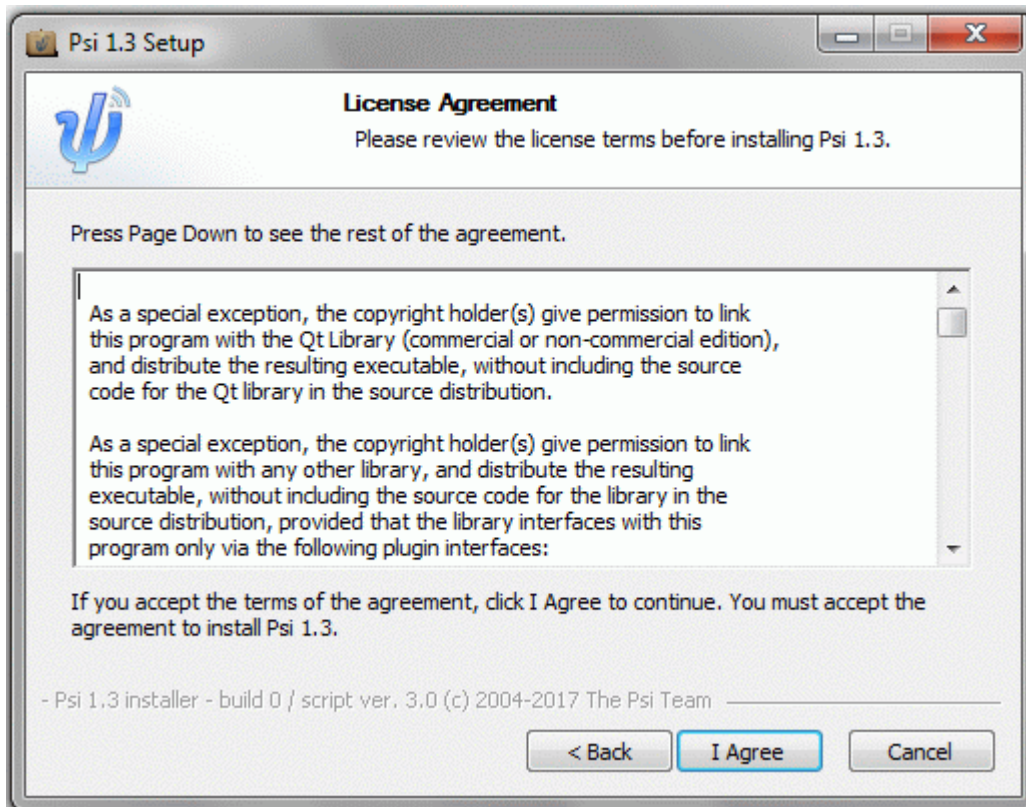 Psi 1.3 Setup
License Agreement
Please review the license terms before installing Psi 1.3.
Press Page Down to see the rest of the agreement.
As a special exception, the copyright holder(s) give permission to link
this program with the Qt Library (commercial or non-commercial edition),
and distribute the resulting executable, without including the source
code for the Qt library in the source distribution.
As a special exception, the copyright holder(s) give permission to link
this program with any other library, and distribute the resulting
executable, without including the source code for the library in the
source distribution, provided that the library interfaces with this
program only via the following plugin interfaces:
If you accept the terms of the agreement, click I Agree to continue. You must accept the
agreement to install Psi 1.3.
- Psi 1.3 installer - build 0 / script ver. 3.0 (c) 2004-2017 The Psi Team
< Back I Agree Cancel